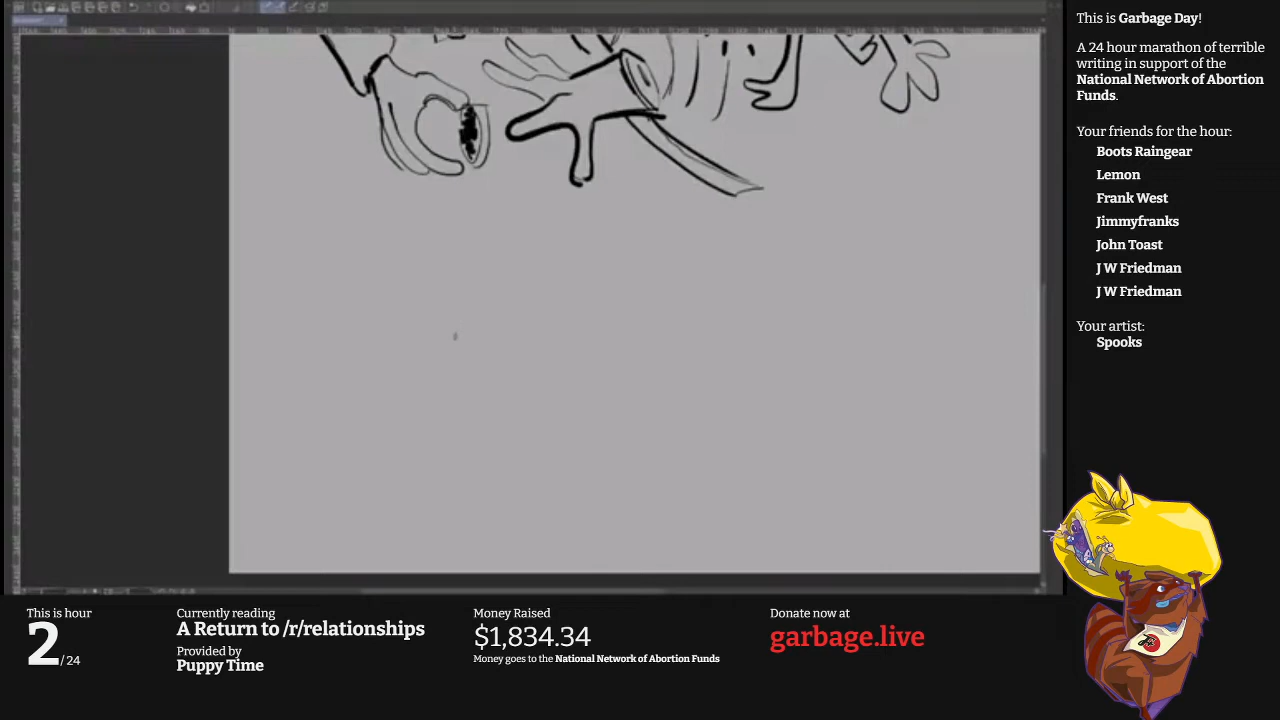 This is Garbage Day!
A 24 hour marathon of terrible
writing in support of the
National Network of Abortion
Funds.
Your friends for the hour:
Boots Raingear
Lemon
Frank West
Jimmyfranks
John Toast
J W Friedman
J W Friedman
Your artist:
Spooks
This is hour
2/24
Currently reading
A Return to /r/relationships
Provided by
Puppy Time
Money Raised
$1,834.34
Money goes to the National Network of Abortion Funds
Donate now at
garbage.live